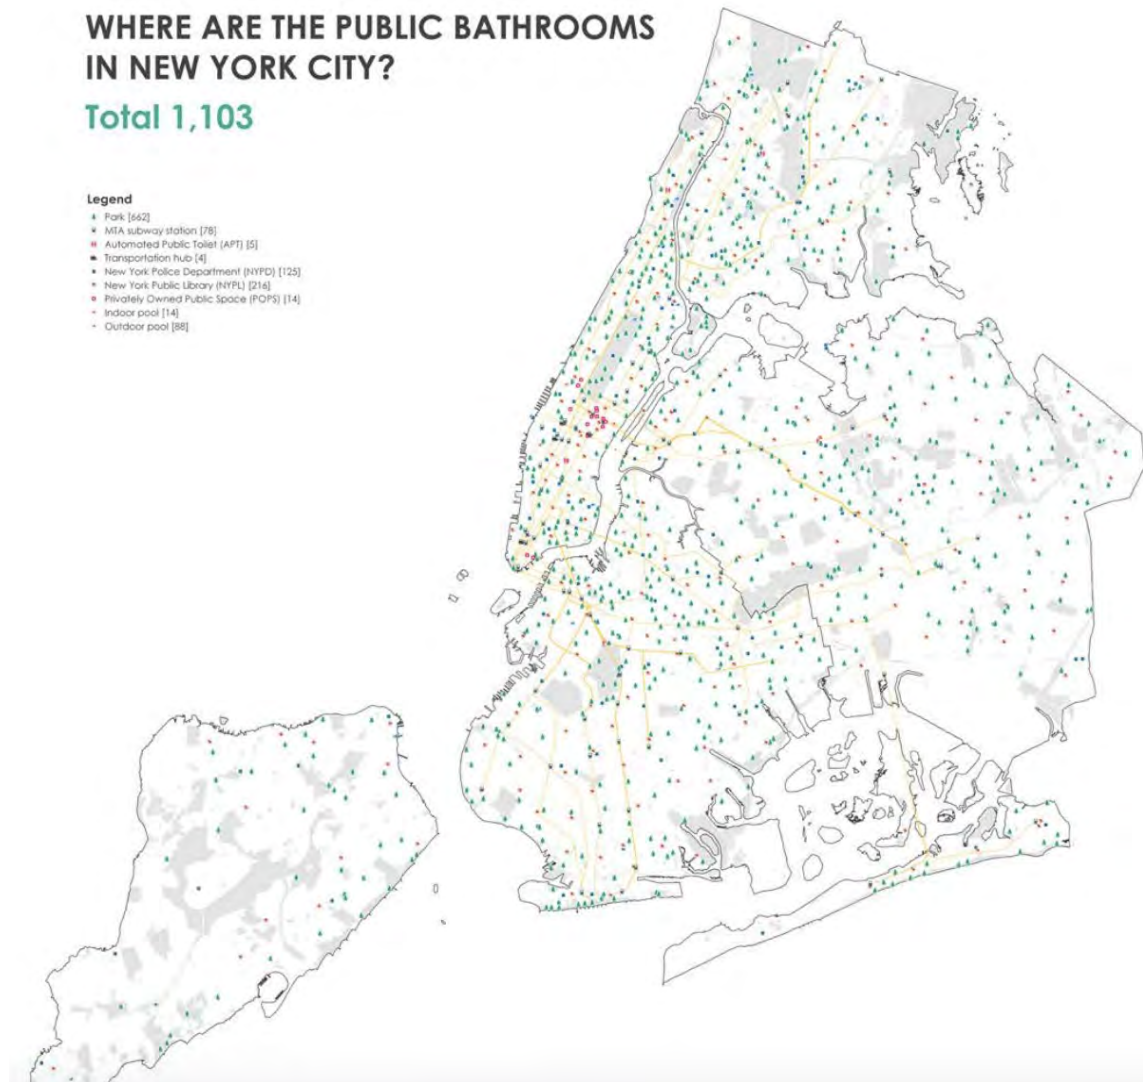 WHERE ARE THE PUBLIC BATHROOMS
IN NEW YORK CITY?
Total 1,103
Legend
Park [662]
MTA subway station [78]
Automated Public Toilet (APT) [5]
Transportation hub [4]
New York Police Department (NYPD) [125]
New York Public Library (NYPL) [216]
Privately Owned Public Space (POPS) [14]
Indoor pool [14]
Outdoor pool [88]